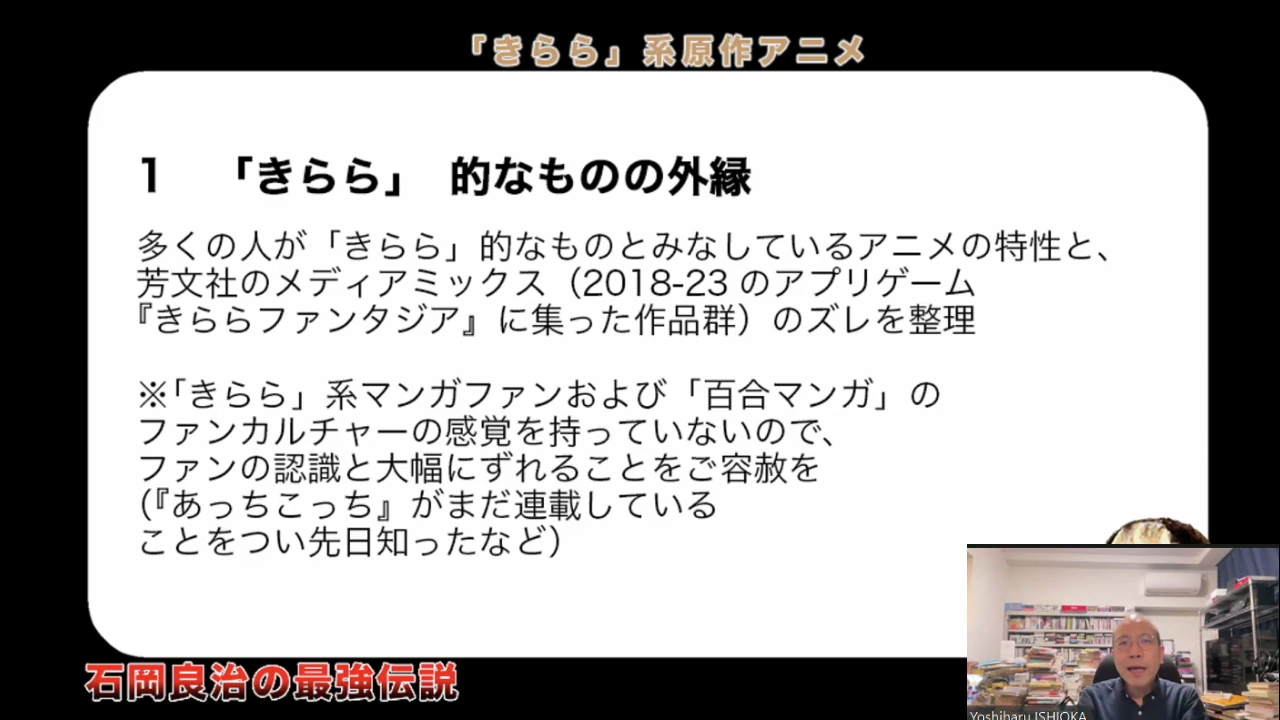 「きらら」系原作アニメ
1 「きらら」 的なものの外縁
多くの人が「きらら」的なものとみなしているアニメの特性と、
芳文社のメディアミックス（2018-23 のアプリゲーム
『きららファンタジア』に集った作品群）のズレを整理
※「きらら」系マンガファンおよび「百合マンガ」の
ファンカルチャーの感覚を持っていないので、
ファンの認識と大幅にずれることをご容赦を
（『あっちこっち』がまだ連載している
ことをつい先日知ったなど）
石岡良治の最強伝説
Yoshiharu ISHIOKA